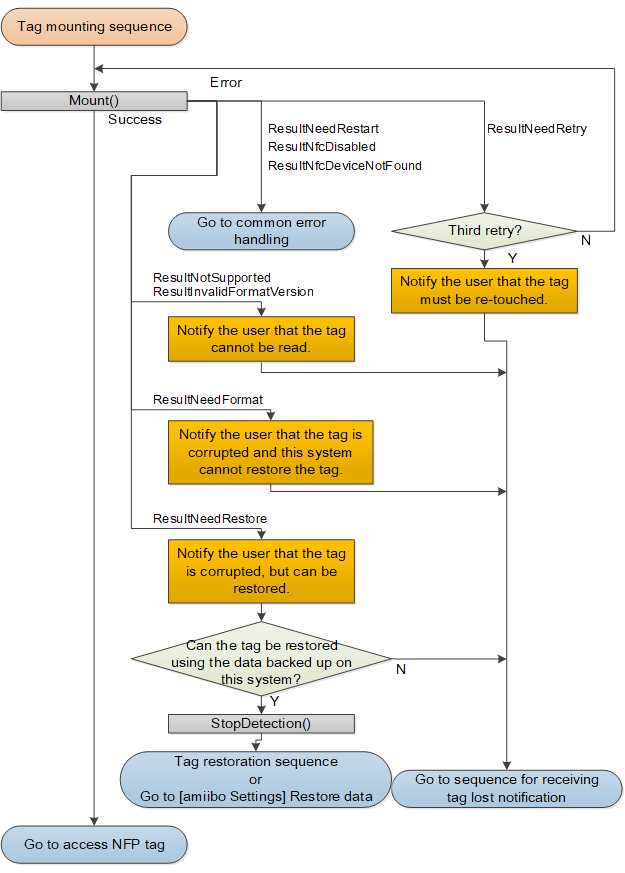 Tag mounting sequence
Error
Mount()
Success
ResultNeedRestart
ResultNfcDisabled
ResultNfcDeviceNotFound
ResultNeedRetry
Go to common error
handling
Third retry?
N
Y
Notify the user that the tag
must be re-touched.
ResultNotSupported
ResultInvalidFormatVersion
Notify the user that the tag
cannot be read.
ResultNeedFormat
Notify the user that the tag is
corrupted and this system
cannot restore the tag.
ResultNeedRestore
Notify the user that the tag
is corrupted, but can be
restored.
Can the tag be restored
using the data backed up on
this system?
N
Y
StopDetection()
Tag restoration sequence
or
Go to [amiibo Settings] Restore data
Go to sequence for receiving
tag lost notification
Go to access NFP tag